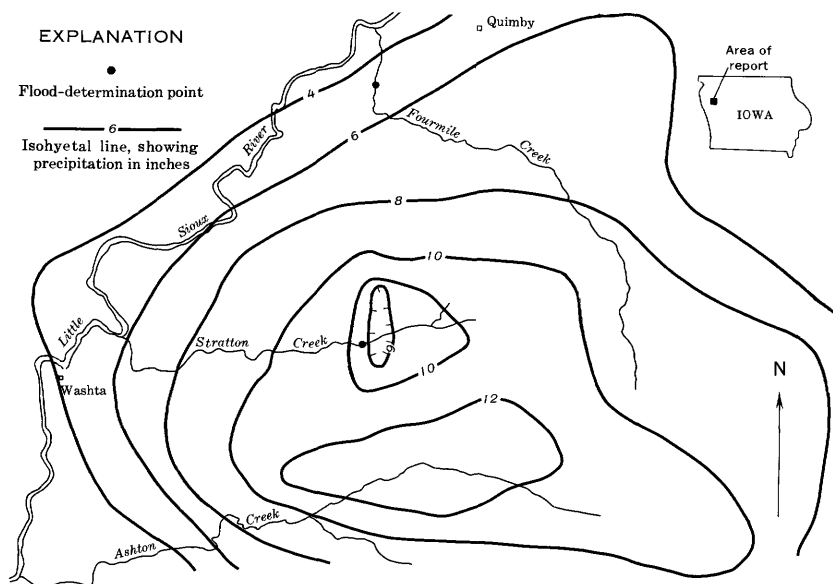 EXPLANATION
Flood-determination point
6
Isohyetal line, showing
precipitation in inches
Quimby
Area of
report
IOWA
4
River
Fourmile
Creek
6
Sioux
8
10
Little
Stratton
Creek
9
10
Washta
N
12
Creek
Ashton